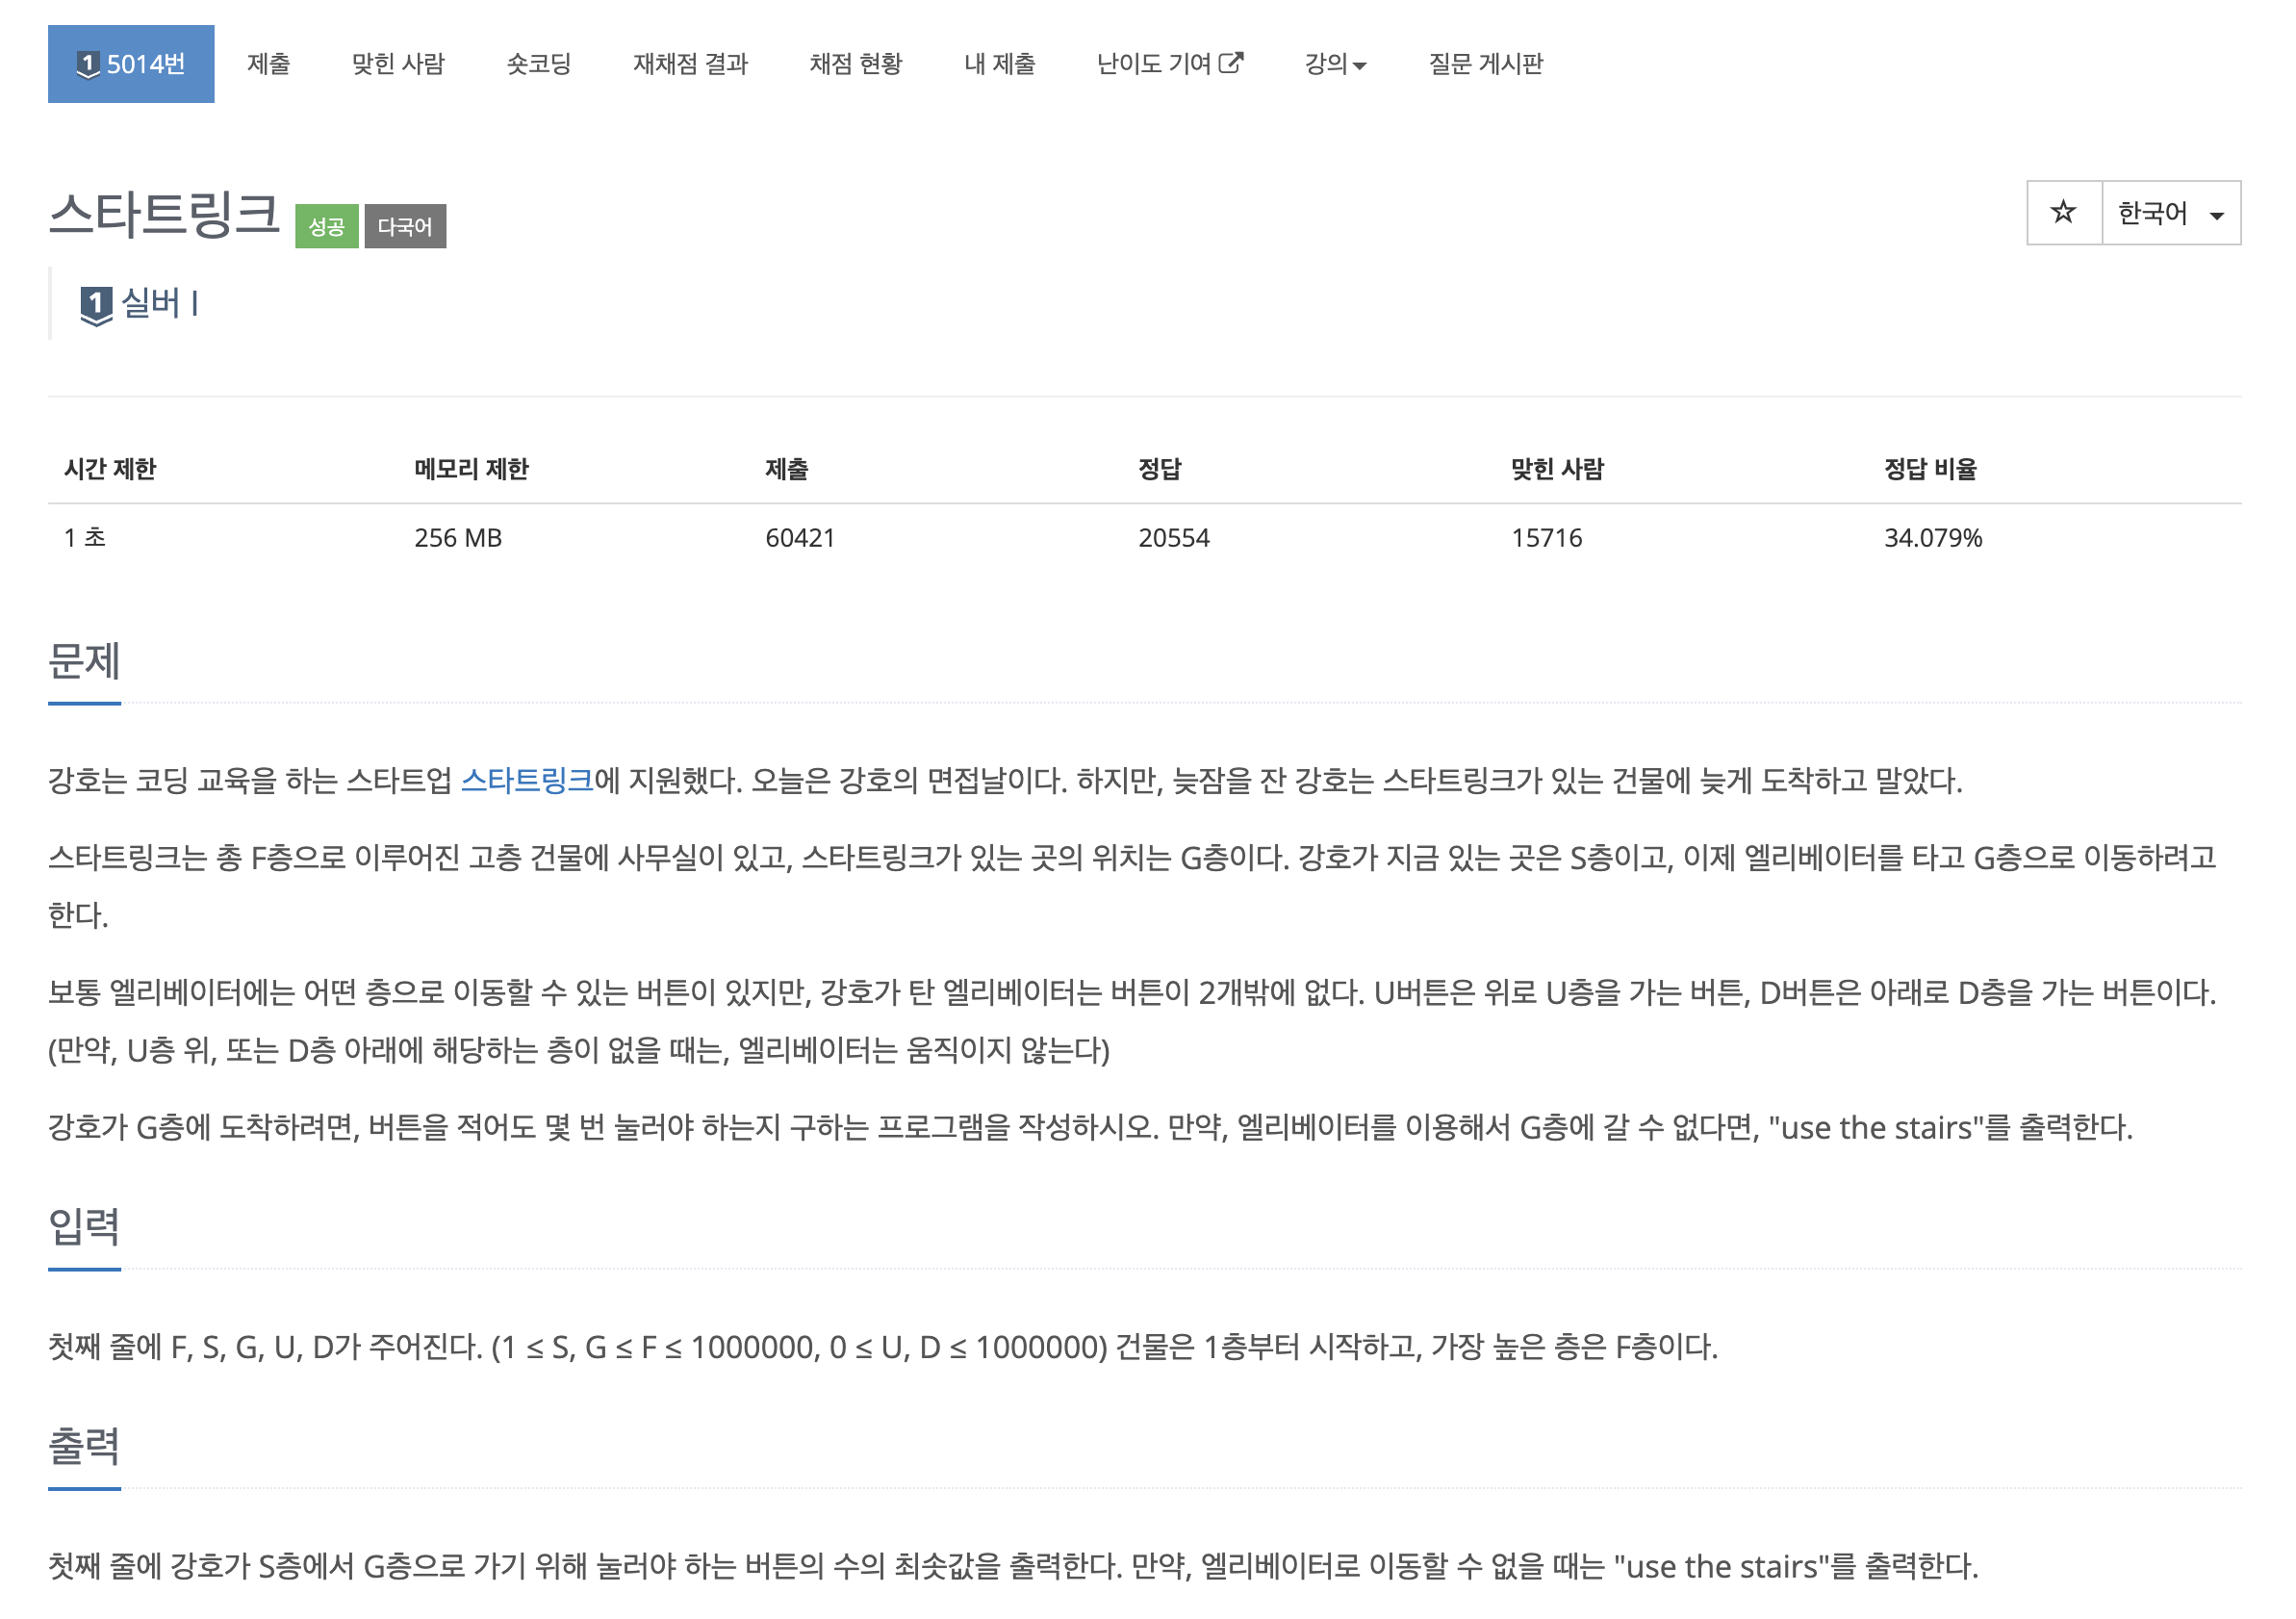 1 5014번 제출 맞힌 사람 숏코딩 재채점 결과 채점 현황 내 제출 난이도 기여 강의 질문 게시판
스타트링크 성공 다국어 한국어
1 실버 I
시간 제한 메모리 제한 제출 정답 맞힌 사람 정답 비율
1 초 256 MB 60421 20554 15716 34.079%
문제
강호는 코딩 교육을 하는 스타트업 스타트링크에 지원했다. 오늘은 강호의 면접날이다. 하지만, 늦잠을 잔 강호는 스타트링크가 있는 건물에 늦게 도착하고 말았다.
스타트링크는 총 F층으로 이루어진 고층 건물에 사무실이 있고, 스타트링크가 있는 곳의 위치는 G층이다. 강호가 지금 있는 곳은 S층이고, 이제 엘리베이터를 타고 G층으로 이동하려고
한다.
보통 엘리베이터에는 어떤 층으로 이동할 수 있는 버튼이 있지만, 강호가 탄 엘리베이터는 버튼이 2개밖에 없다. U버튼은 위로 U층을 가는 버튼, D버튼은 아래로 D층을 가는 버튼이다.
(만약, U층 위, 또는 D층 아래에 해당하는 층이 없을 때는, 엘리베이터는 움직이지 않는다)
강호가 G층에 도착하려면, 버튼을 적어도 몇 번 눌러야 하는지 구하는 프로그램을 작성하시오. 만약, 엘리베이터를 이용해서 G층에 갈 수 없다면, "use the stairs"를 출력한다.
입력
첫째 줄에 F, S, G, U, D가 주어진다. (1 ≤ S, G ≤ F ≤ 1000000, 0 ≤ U, D ≤ 1000000) 건물은 1층부터 시작하고, 가장 높은 층은 F층이다.
출력
첫째 줄에 강호가 S층에서 G층으로 가기 위해 눌러야 하는 버튼의 수의 최솟값을 출력한다. 만약, 엘리베이터로 이동할 수 없을 때는 "use the stairs"를 출력한다.